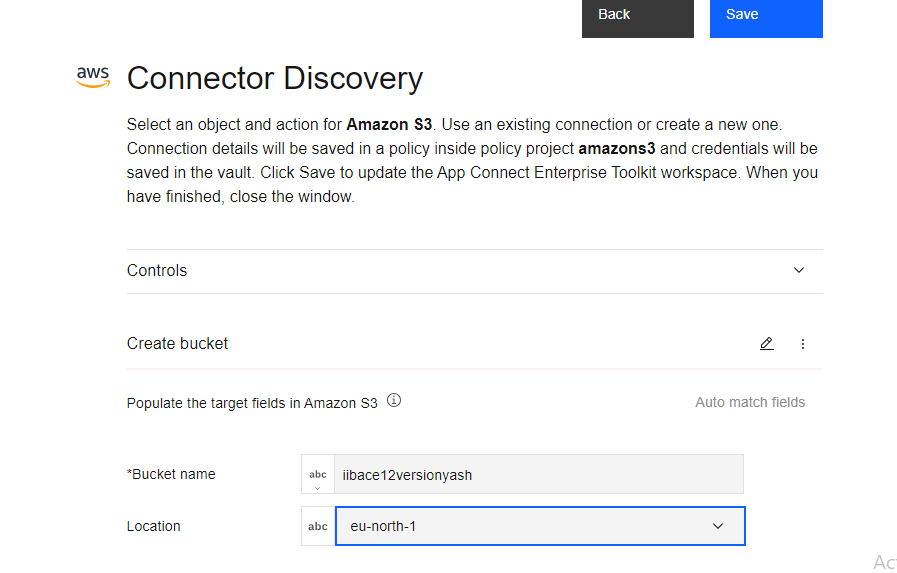 Back
Save
aws
Connector Discovery
Select an object and action for Amazon S3. Use an existing connection or create a new one.
Connection details will be saved in a policy inside policy project amazons3 and credentials will be
saved in the vault. Click Save to update the App Connect Enterprise Toolkit workspace. When you
have finished, close the window.
Controls
Create bucket
Populate the target fields in Amazon S3
Auto match fields
*Bucket name
abc
iibace12versionyash
Location
abc
eu-north-1